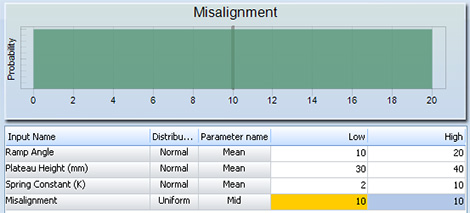 Misalignment
Probability
0 2 4 6 8 10 12 14 16 18 20
Input Name Distribu... Parameter name Low High
Ramp Angle Normal Mean 10 20
Plateau Height (mm) Normal Mean 30 40
Spring Constant (K) Normal Mean 2 10
Misalignment Uniform Mid 10 10